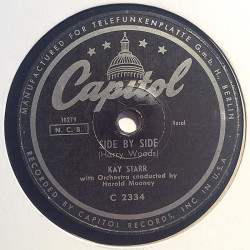 MANUFACTURED FOR TELEFUNKENPLATTE G.m.b.H., BERLIN
Capitol
10279
N. C. B.
Vocal
SIDE BY SIDE
(Harry Woods)
KAY STARR
with Orchestra conducted by
Harold Mooney
C 2334
RECORDED BY CAPITOL RECORDS, INC. IN U.S.A.